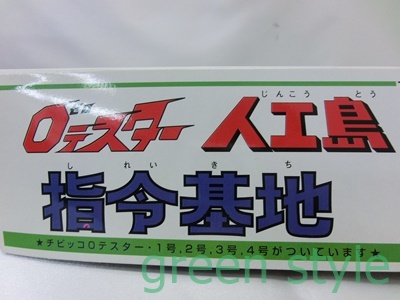 ゼロ
0テスター
じんこうとう
人工島
しれいきち
指令基地
★チビッコ0テスター・1号,2号,3号,4号がついています★
green style